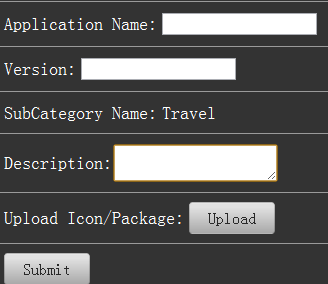 Application Name:
Version:
SubCategory Name: Travel
Description:
Upload Icon/Package: Upload
Submit